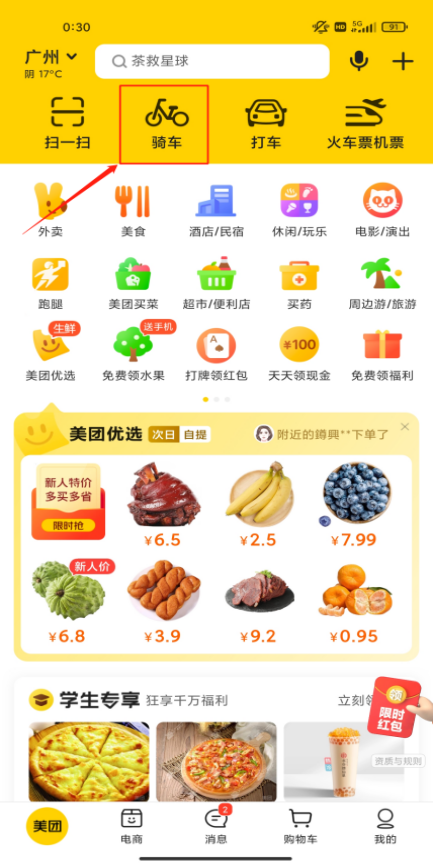 0:30
HD 5G 91
广州
阴 17°C
茶救星球
扫一扫 骑车 打车 火车票机票
外卖 美食 酒店/民宿 休闲/玩乐 电影/演出
跑腿 美团买菜 超市/便利店 买药 周边游/旅游
生鲜 送手机 A ¥100
美团优选 免费领水果 打牌领红包 天天领现金 免费领福利
美团优选 次日 自提 附近的鐏興**下单了
新人特价
多买多省
限时抢
¥6.5 ¥2.5 ¥7.99
新人价
¥6.8 ¥3.9 ¥9.2 ¥0.95
学生专享 狂享千万福利 立刻领
领
限时
红包
资质与规则
美团 电商 消息 2 购物车 我的